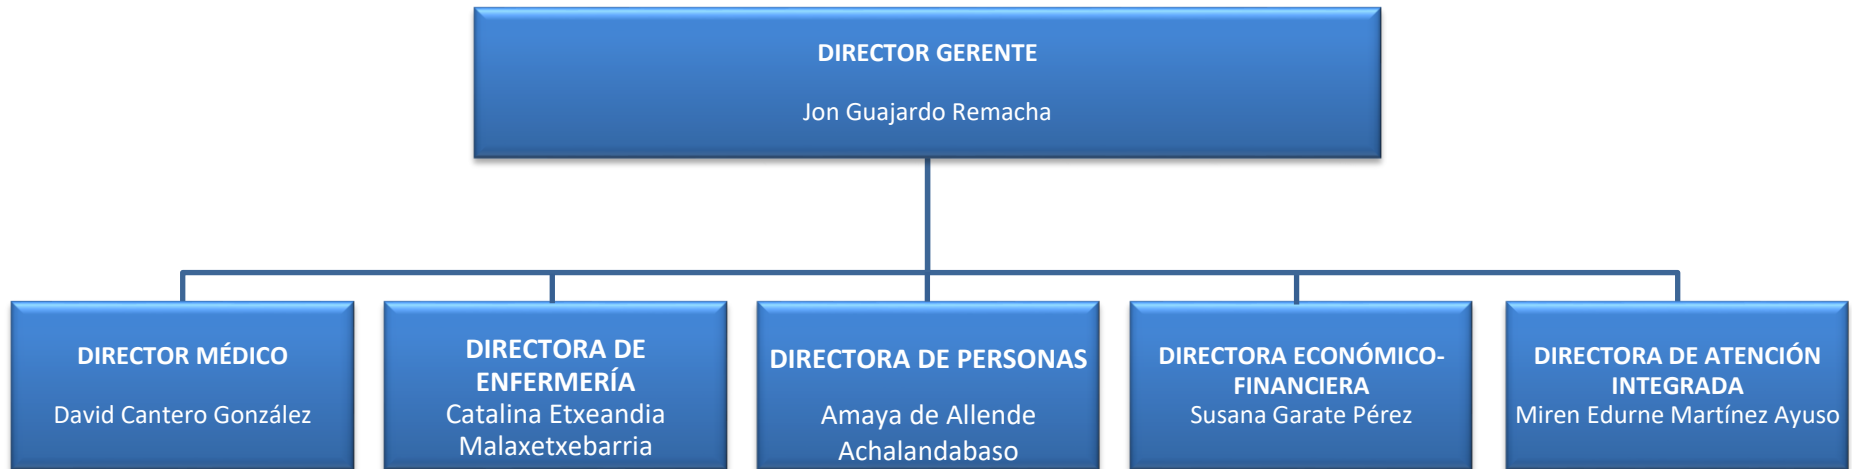 DIRECTOR GERENTE
Jon Guajardo Remacha
DIRECTOR MÉDICO
David Cantero González
DIRECTORA DE
ENFERMERÍA
Catalina Etxeandia
Malaxetxebarria
DIRECTORA DE PERSONAS
Amaya de Allende
Achalandabaso
DIRECTORA ECONÓMICO-
FINANCIERA
Susana Garate Pérez
DIRECTORA DE ATENCIÓN
INTEGRADA
Miren Edurne Martínez Ayuso